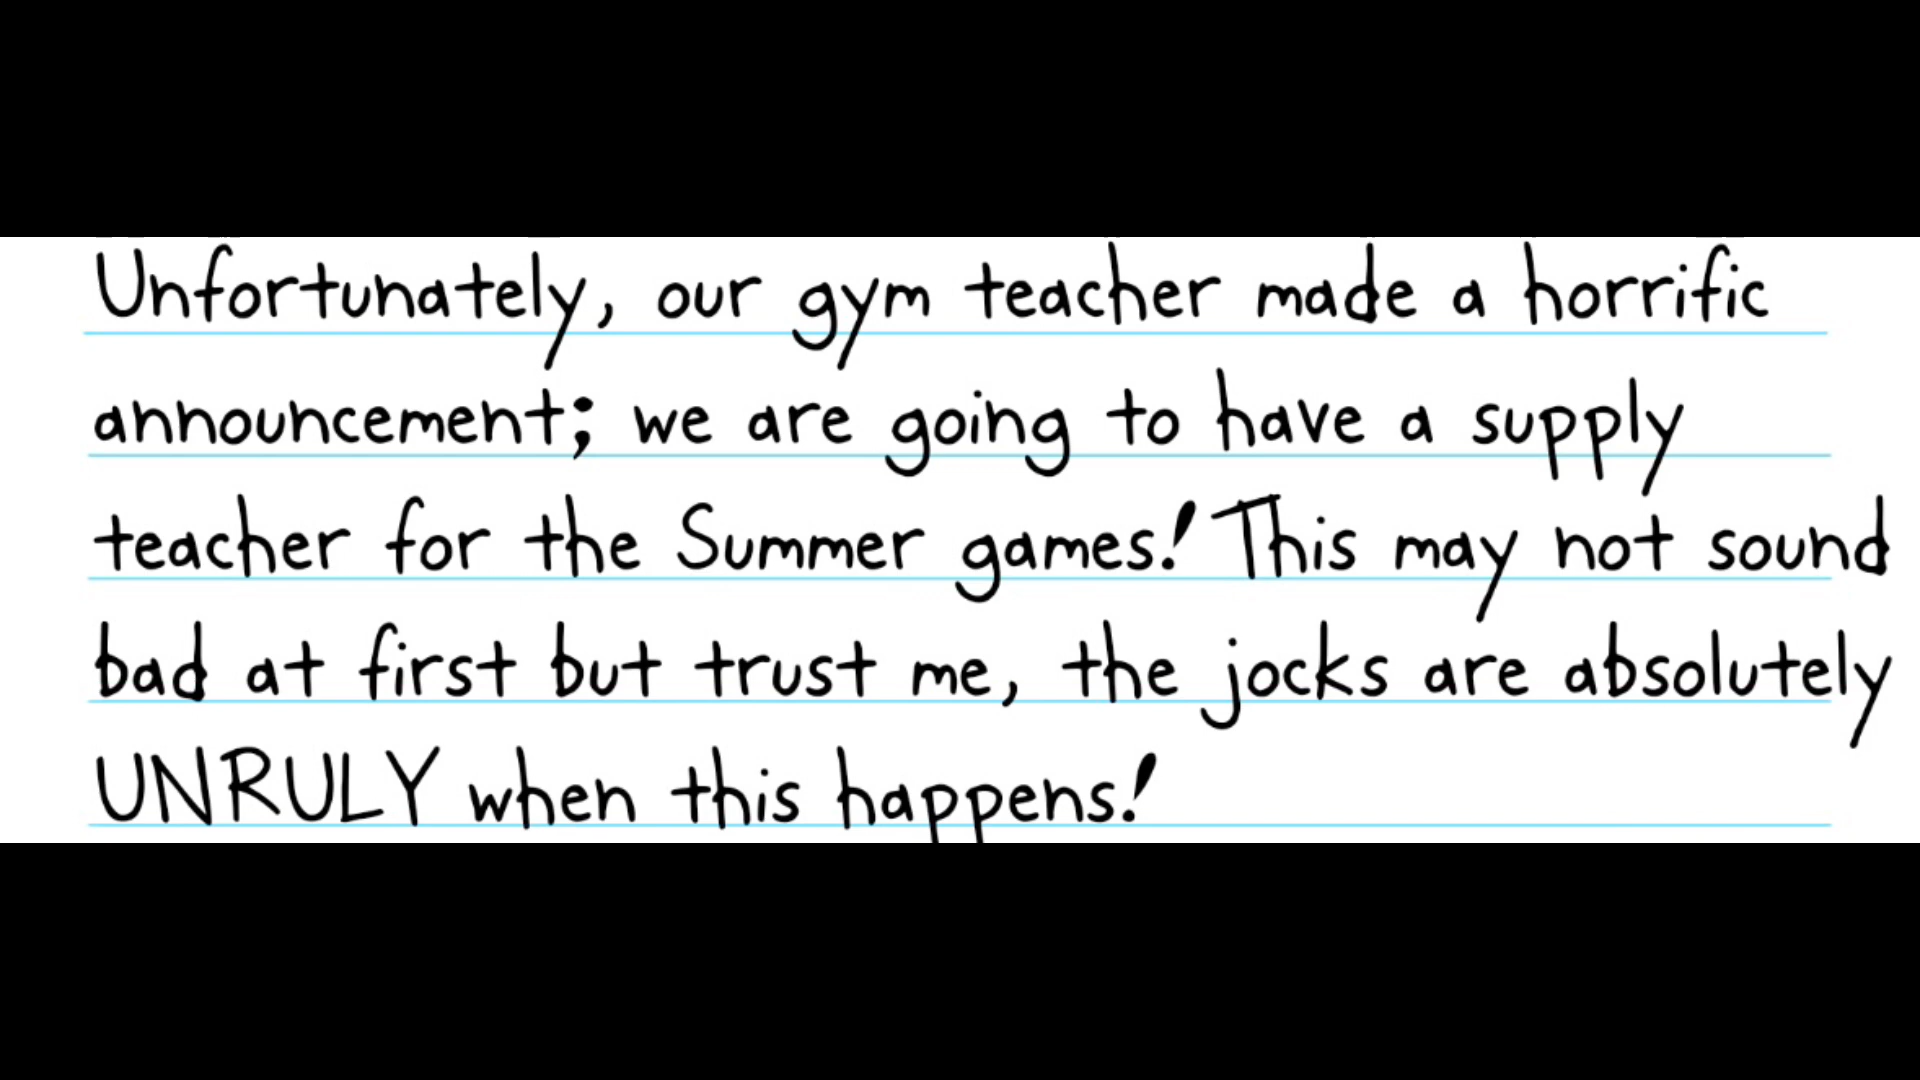 Unfortunately, our gym teacher made a horrific
announcement; we are going to have a supply
teacher for the Summer games! This may not sound
bad at first but trust me, the jocks are absolutely
UNRULY when this happens!